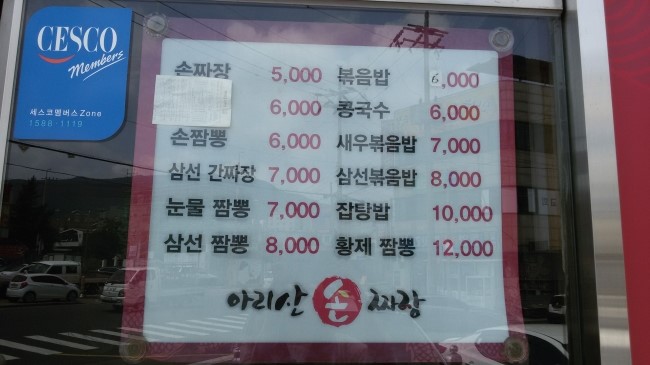 CESCO
Members
세스코멤버스Zone
1588-1119
손짜장 5,000 볶음밥 6,000
6,000 콩국수 6,000
손짬뽕 6,000 새우볶음밥 7,000
삼선 간짜장 7,000 삼선볶음밥 8,000
눈물 짬뽕 7,000 잡탕밥 10,000
삼선 짬뽕 8,000 황제 짬뽕 12,000
아리산 손 짜장